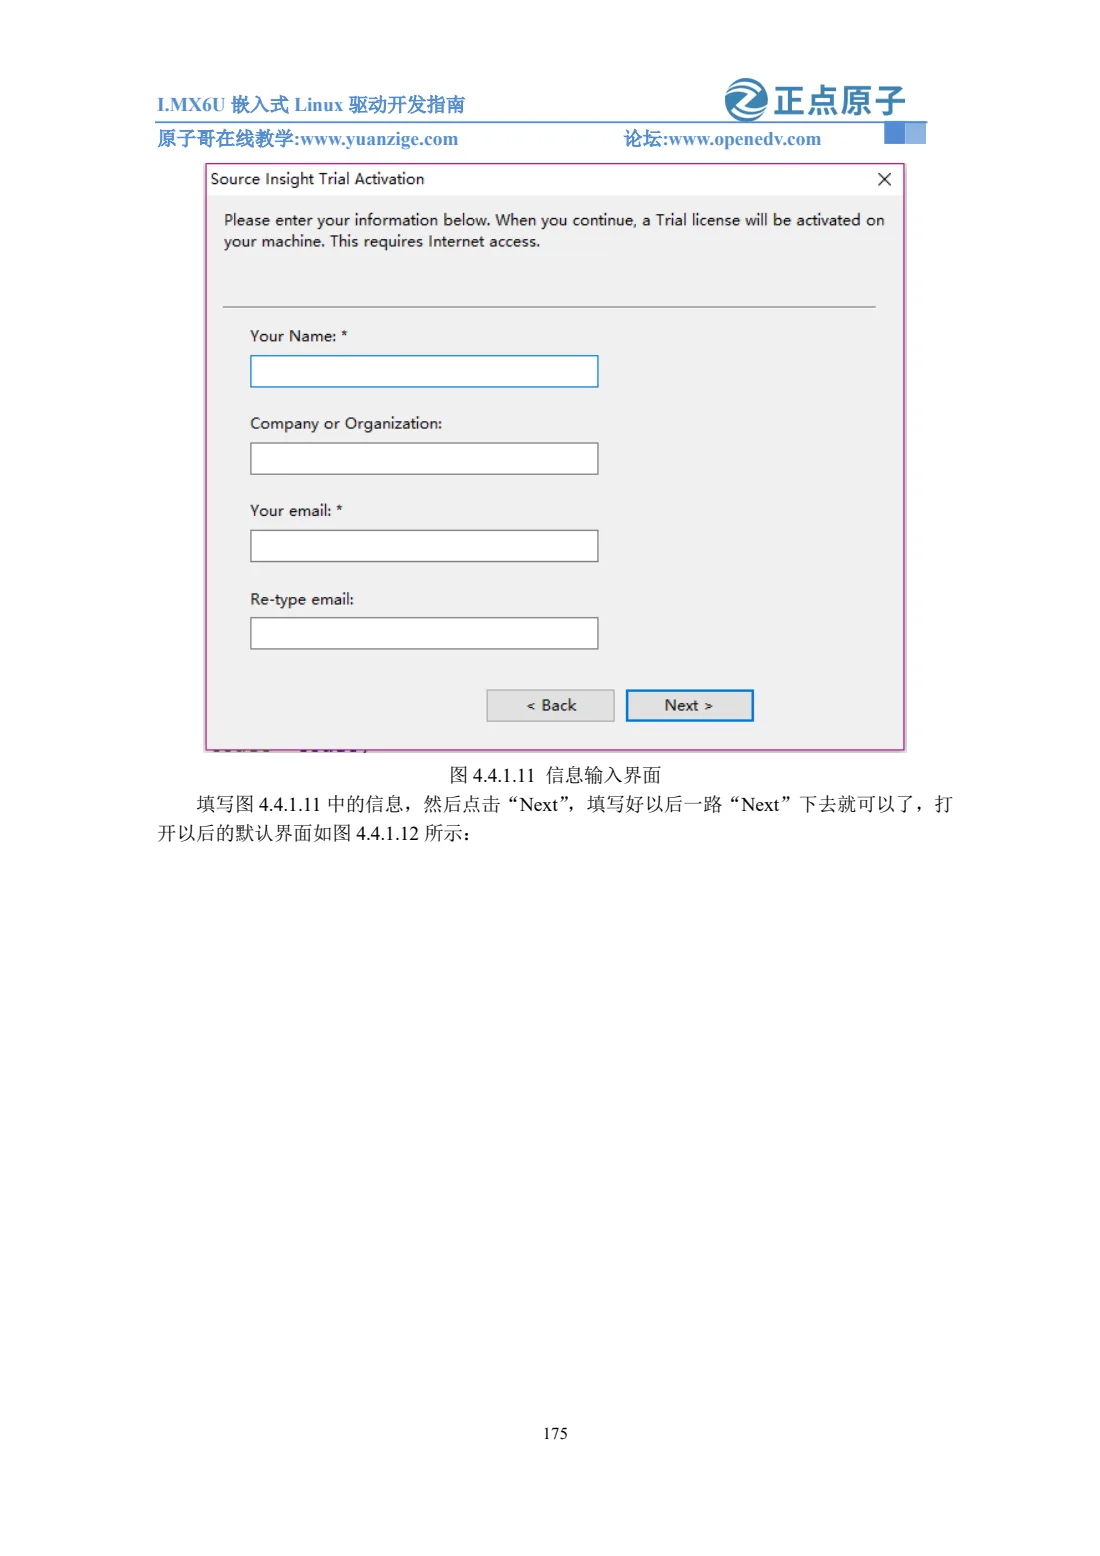 I.MX6U 嵌入式 Linux 驱动开发指南
正点原子
原子哥在线教学:www.yuanzige.com 论坛:www.openedv.com
Source Insight Trial Activation
Please enter your information below. When you continue, a Trial license will be activated on
your machine. This requires Internet access.
Your Name: *
Company or Organization:
Your email: *
Re-type email:
< Back Next >
图 4.4.1.11 信息输入界面
填写图 4.4.1.11 中的信息，然后点击“Next”，填写好以后一路“Next”下去就可以了，打
开以后的默认界面如图 4.4.1.12 所示：
175